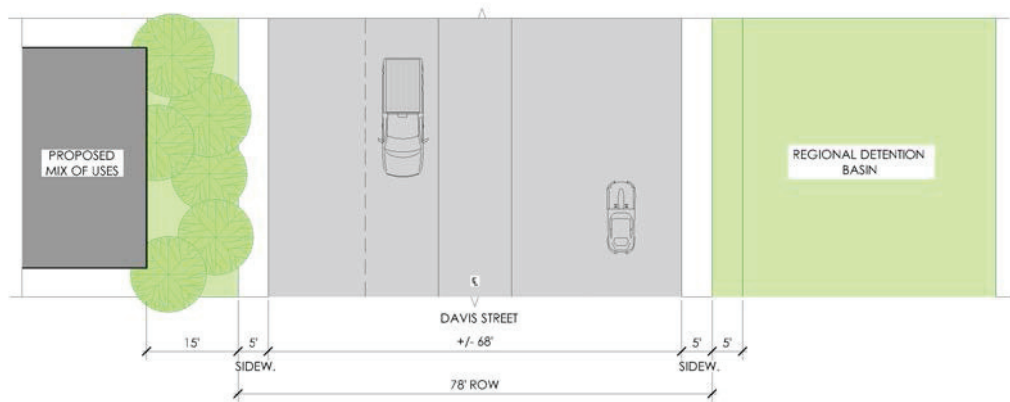 PROPOSED
MIX OF USES
REGIONAL DETENTION
BASIN
DAVIS STREET
15'
5'
+/- 68'
5'
5'
SIDEW.
SIDEW.
78' ROW